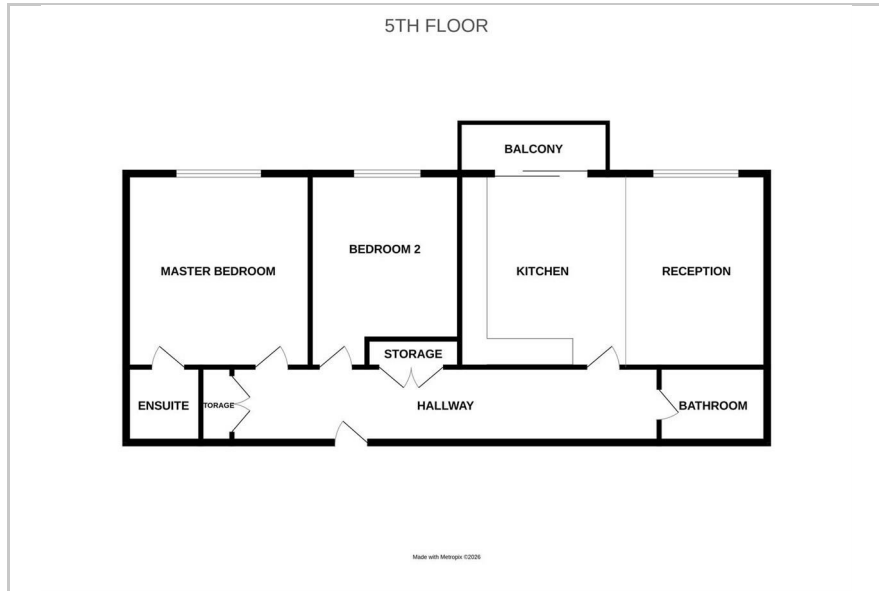 5TH FLOOR
BALCONY
BEDROOM 2
MASTER BEDROOM
KITCHEN
RECEPTION
STORAGE
ENSUITE
TORAGE
HALLWAY
BATHROOM
Made with Metropix ©2026